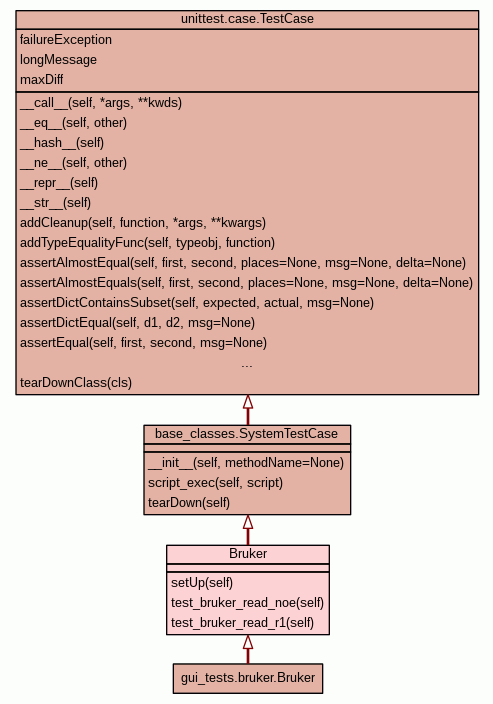 unittest.case.TestCase
failureException
longMessage
maxDiff
__call__(self, *args, **kwds)
__eq__(self, other)
__hash__(self)
__ne__(self, other)
__repr__(self)
__str__(self)
addCleanup(self, function, *args, **kwargs)
addTypeEqualityFunc(self, typeobj, function)
assertAlmostEqual(self, first, second, places=None, msg=None, delta=None)
assertAlmostEquals(self, first, second, places=None, msg=None, delta=None)
assertDictContainsSubset(self, expected, actual, msg=None)
assertDictEqual(self, d1, d2, msg=None)
assertEqual(self, first, second, msg=None)
...
tearDownClass(cls)
base_classes.SystemTestCase
__init__(self, methodName=None)
script_exec(self, script)
tearDown(self)
Bruker
setUp(self)
test_bruker_read_noe(self)
test_bruker_read_r1(self)
gui_tests.bruker.Bruker